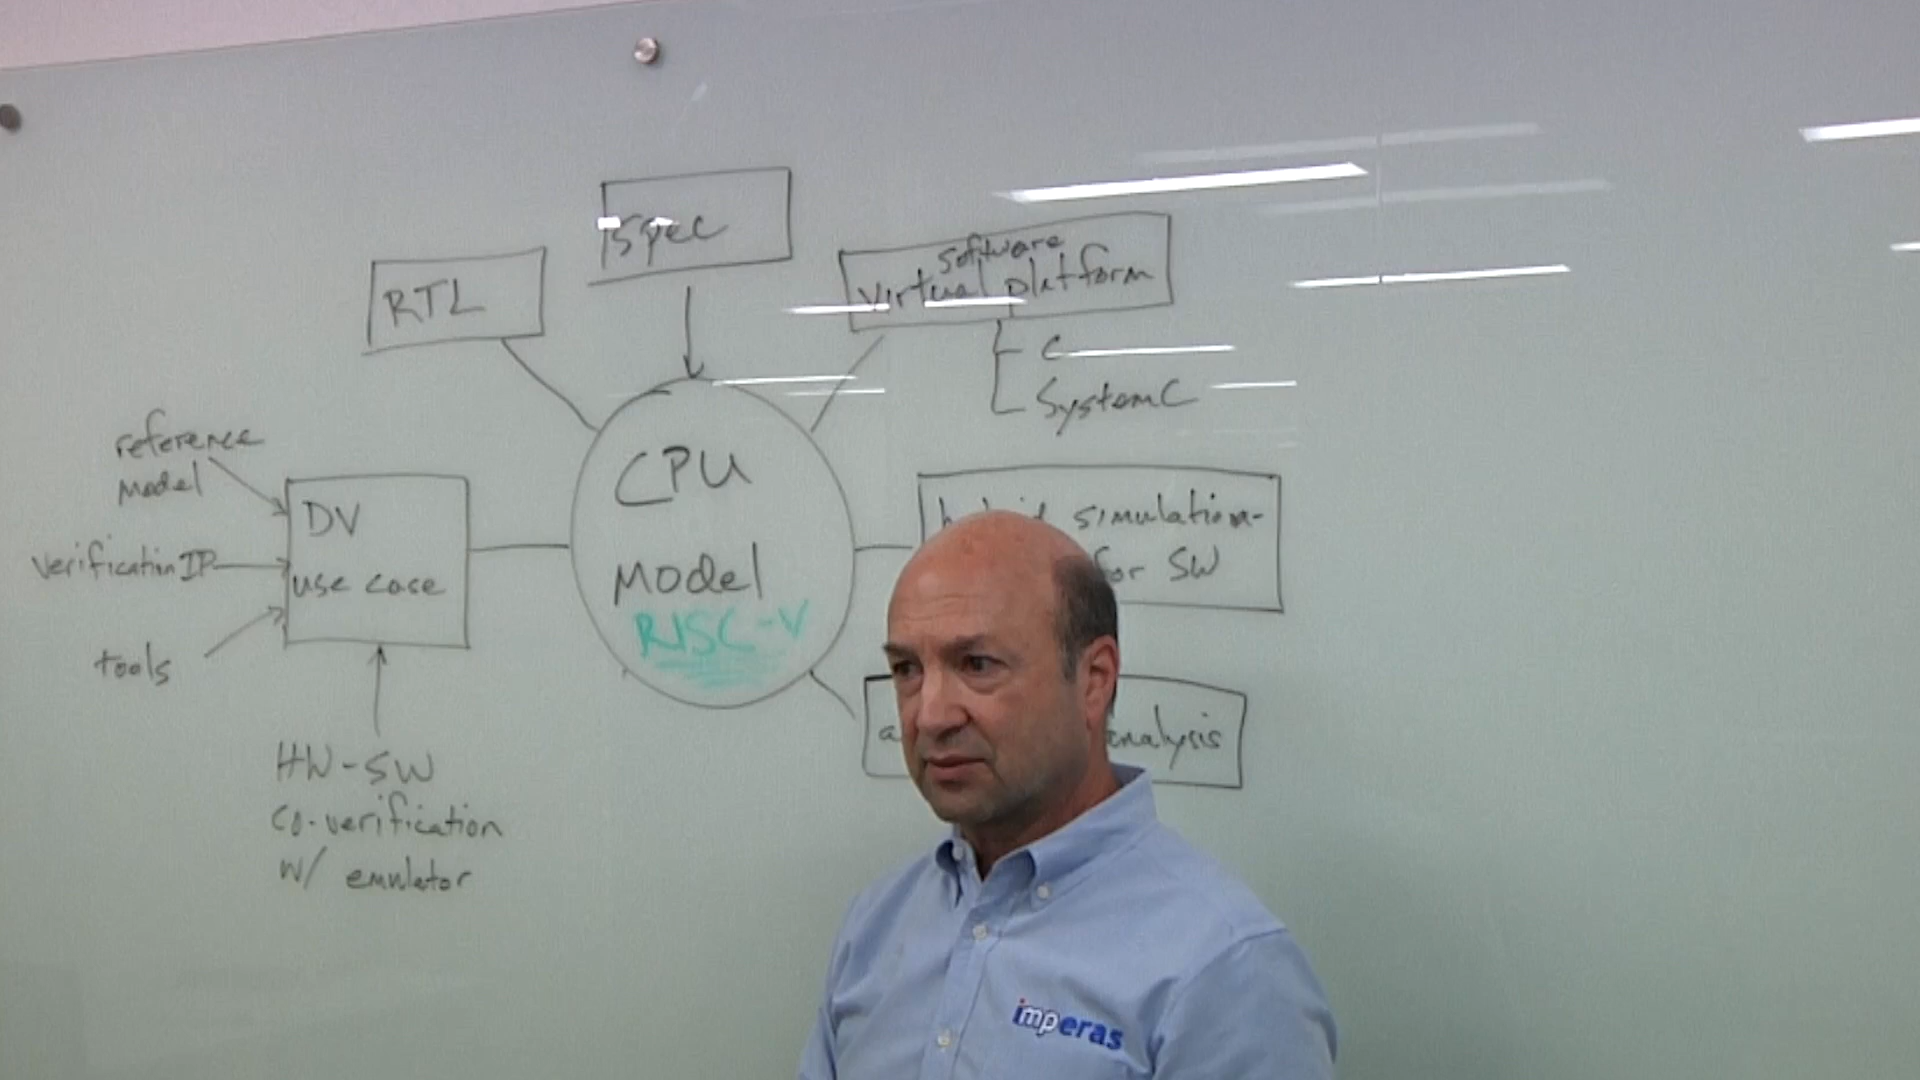 spec
RTL
software
virtual platform
C
SystemC
reference
model
DV
use case
verification IP
tools
HW-SW
co-verification
w/ emulator
CPU
Model
RISC-V
simulation-
for SW
analysis
imperas